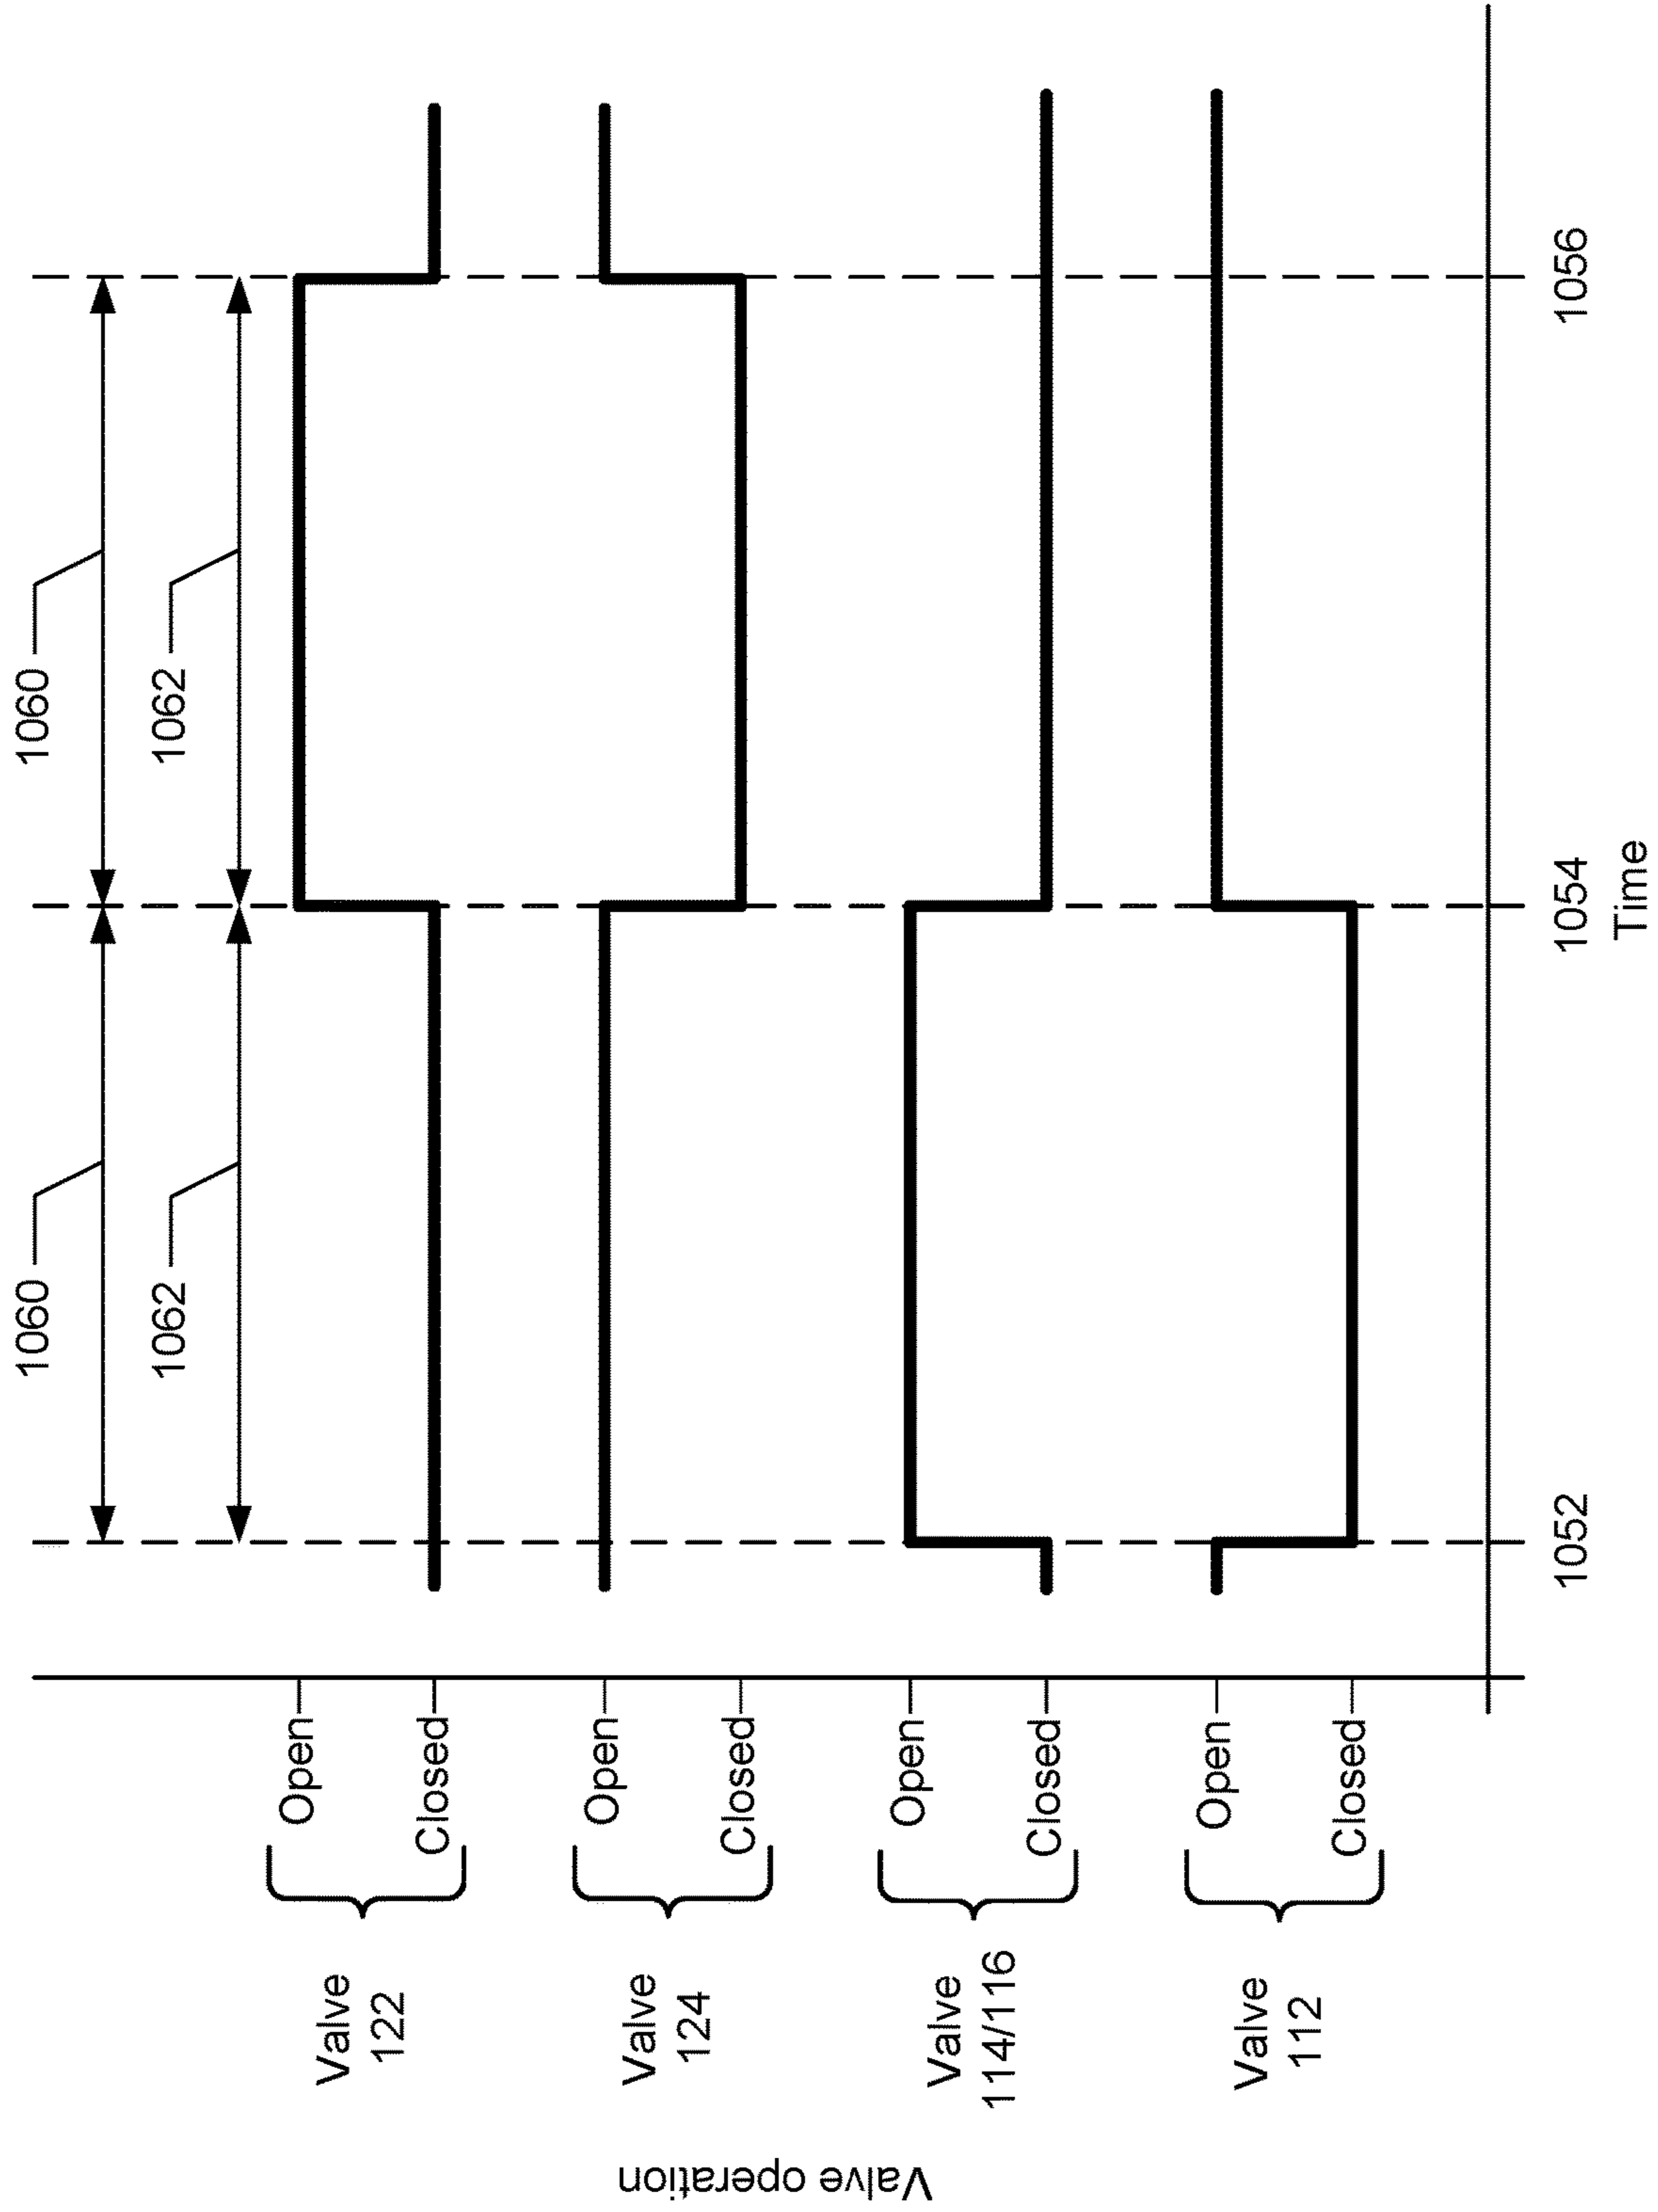 1060
1060
1062
1062
Valve operation
Valve
122
Open
Closed
Valve
124
Open
Closed
Valve
114/116
Open
Closed
Valve
112
Open
Closed
1052
1054
1056
Time